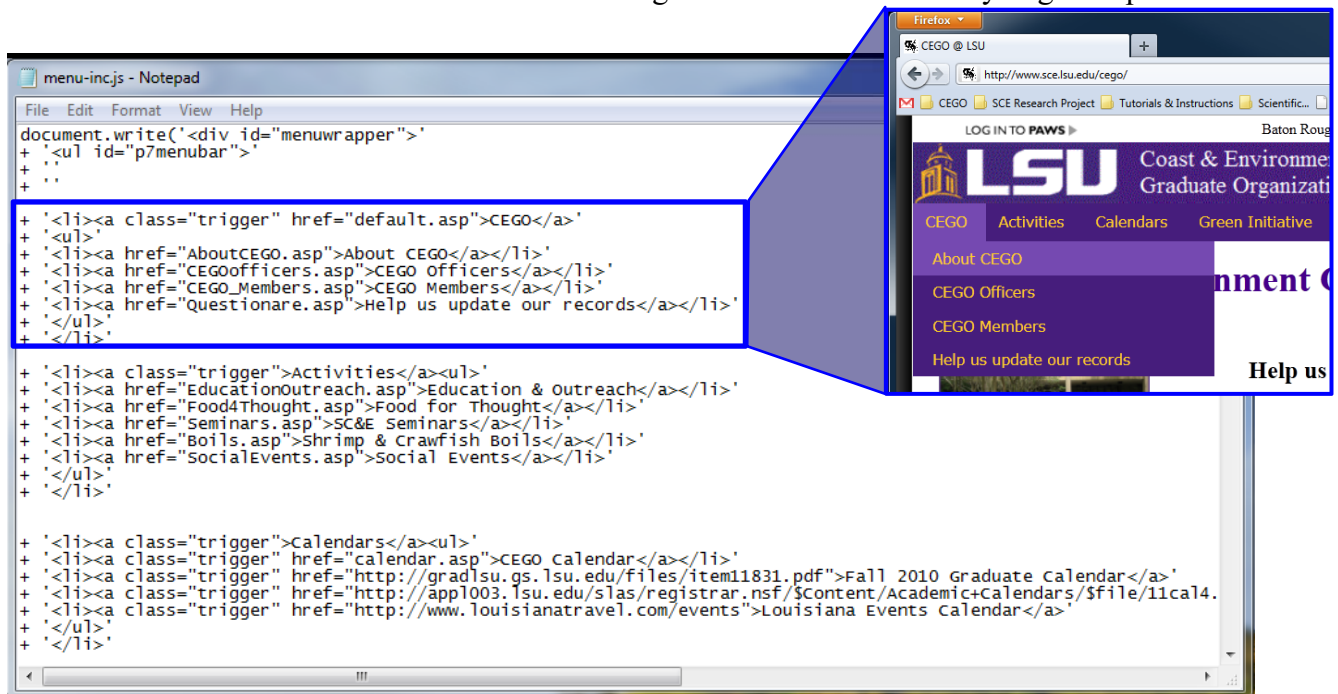 menu-inc.js - Notepad
File Edit Format View Help
document.write('<div id="menuwrapper">'
+ '<ul id="p7menubar">'
+ ''
+ ''
+ '<li><a class="trigger" href="default.asp">CEGO</a>'
+ '<ul>'
+ '<li><a href="AboutCEGO.asp">About CEGO</a></li>'
+ '<li><a href="CEGOofficers.asp">CEGO Officers</a></li>'
+ '<li><a href="CEGO_Members.asp">CEGO Members</a></li>'
+ '<li><a href="Questionare.asp">Help us update our records</a></li>'
+ '</ul>'
+ '</li>'
+ '<li><a class="trigger">Activities</a><ul>'
+ '<li><a href="EducationOutreach.asp">Education & Outreach</a></li>'
+ '<li><a href="Food4Thought.asp">Food for Thought</a></li>'
+ '<li><a href="Seminars.asp">SC&E Seminars</a></li>'
+ '<li><a href="Boils.asp">Shrimp & Crawfish Boils</a></li>'
+ '<li><a href="SocialEvents.asp">Social Events</a></li>'
+ '</ul>'
+ '</li>'
+ '<li><a class="trigger">Calendars</a><ul>'
+ '<li><a class="trigger" href="calendar.asp">CEGO Calendar</a></li>'
+ '<li><a class="trigger" href="http://gradlsu.gs.lsu.edu/files/item11831.pdf">Fall 2010 Graduate Calendar</a>'
+ '<li><a class="trigger" href="http://appl003.lsu.edu/slas/registrar.nsf/$Content/Academic+Calendars/$file/11cal4.
+ '<li><a class="trigger" href="http://www.louisianatravel.com/events">Louisiana Events Calendar</a>'
+ '</ul>'
+ '</li>'
Firefox
CEGO @ LSU
http://www.sce.lsu.edu/cego/
CEGO SCE Research Project Tutorials & Instructions Scientific...
LOG IN TO PAWS Baton Roug
LSU
Coast & Environme
Graduate Organizati
CEGO Activities Calendars Green Initiative
About CEGO
CEGO Officers
CEGO Members
Help us update our records
nment
Help us